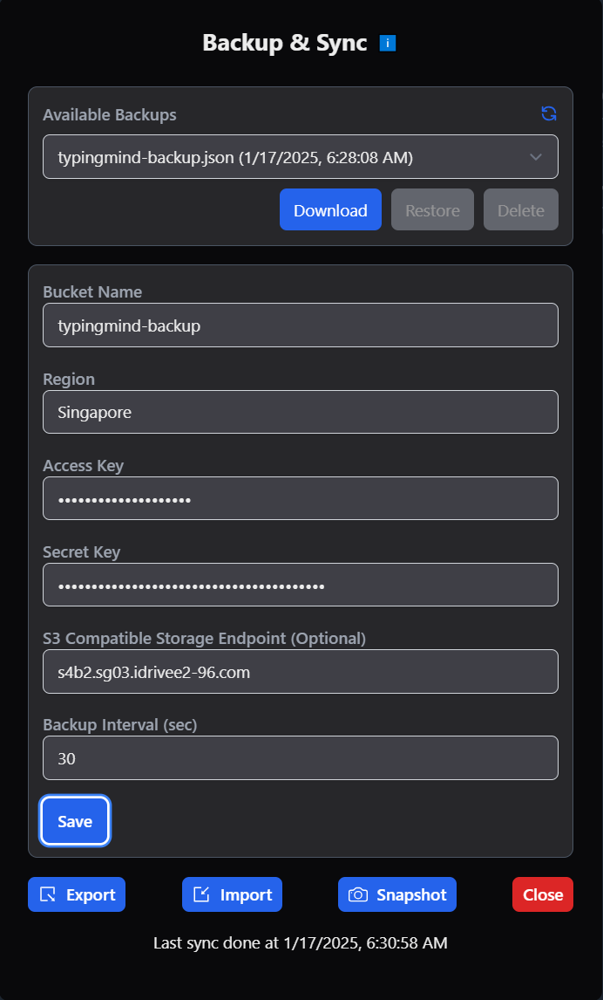 Backup & Sync i
Available Backups
typingmind-backup.json (1/17/2025, 6:28:08 AM)
Download Restore Delete
Bucket Name
typingmind-backup
Region
Singapore
Access Key
••••••••••••••••••••
Secret Key
••••••••••••••••••••••••••••••••••••••••
S3 Compatible Storage Endpoint (Optional)
s4b2.sg03.idrivee2-96.com
Backup Interval (sec)
30
Save
Export Import Snapshot Close
Last sync done at 1/17/2025, 6:30:58 AM